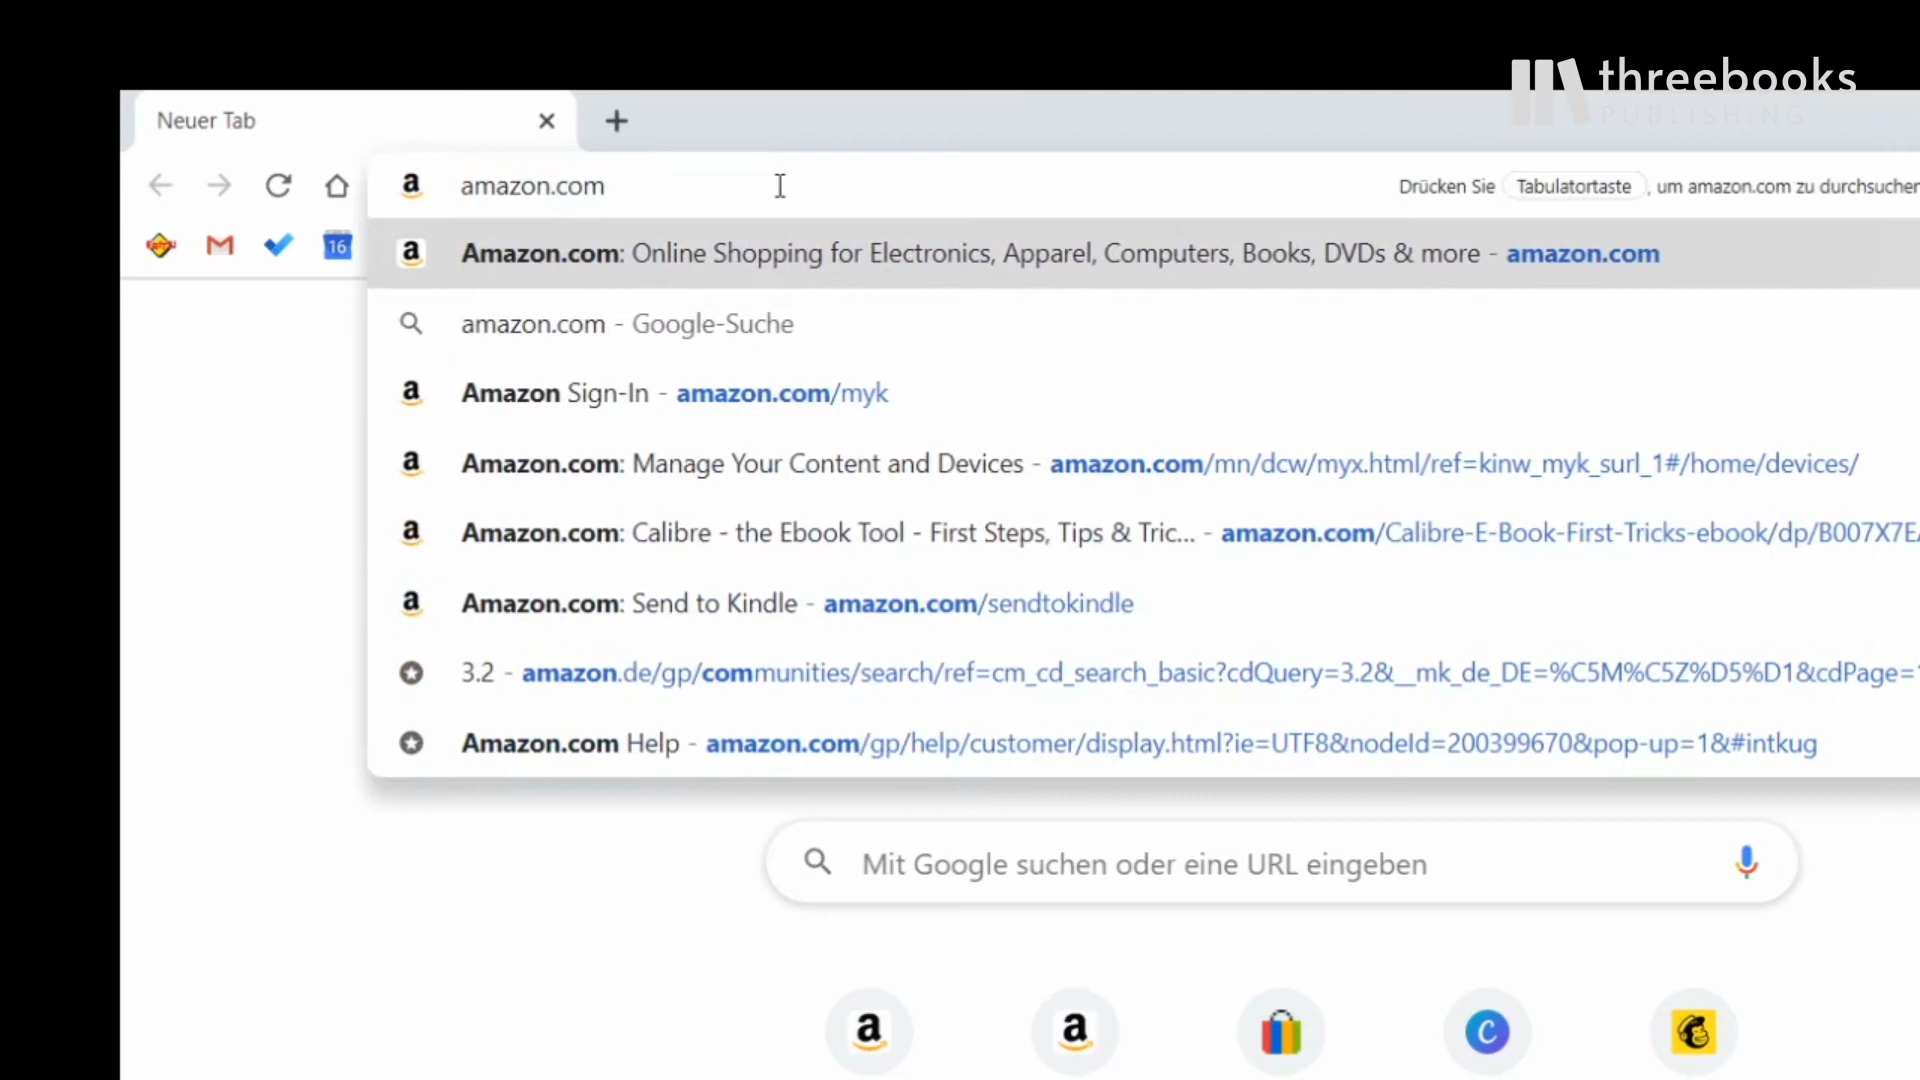 threebooks
PUBLISHING
Neuer Tab
amazon.com
Drücken Sie Tabulatortaste , um amazon.com zu durchsuchen
16
Amazon.com: Online Shopping for Electronics, Apparel, Computers, Books, DVDs & more - amazon.com
amazon.com - Google-Suche
Amazon Sign-In - amazon.com/myk
Amazon.com: Manage Your Content and Devices - amazon.com/mn/dcw/myx.html/ref=kinw_myk_surl_1#/home/devices/
Amazon.com: Calibre - the Ebook Tool - First Steps, Tips & Tric... - amazon.com/Calibre-E-Book-First-Tricks-ebook/dp/B007X7E
Amazon.com: Send to Kindle - amazon.com/sendtokindle
3.2 - amazon.de/gp/communities/search/ref=cm_cd_search_basic?cdQuery=3.2&__mk_de_DE=%C5M%C5Z%D5%D1&cdPage=
Amazon.com Help - amazon.com/gp/help/customer/display.html?ie=UTF8&nodeId=200399670&pop-up=1&#intkug
Mit Google suchen oder eine URL eingeben